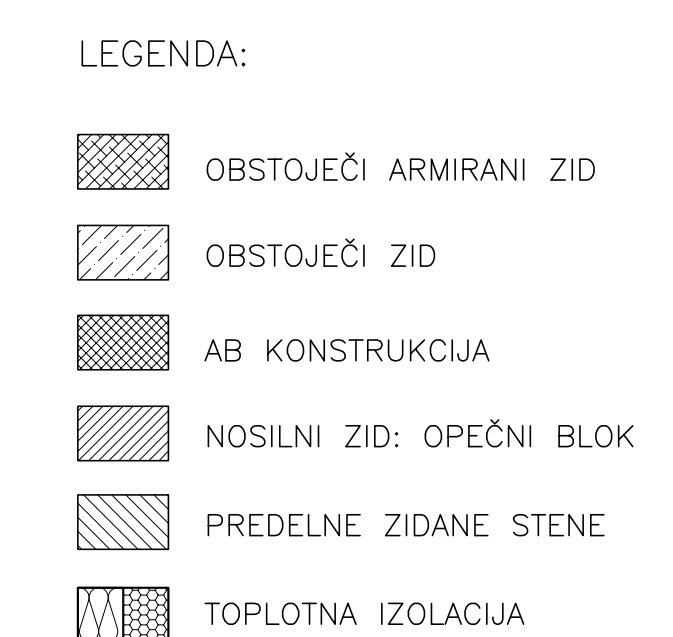 LEGENDA:
OBSTOJEČI ARMIRANI ZID
OBSTOJEČI ZID
AB KONSTRUKCIJA
NOSILNI ZID: OPEČNI BLOK
PREDELNE ZIDANE STENE
TOPLOTNA IZOLACIJA